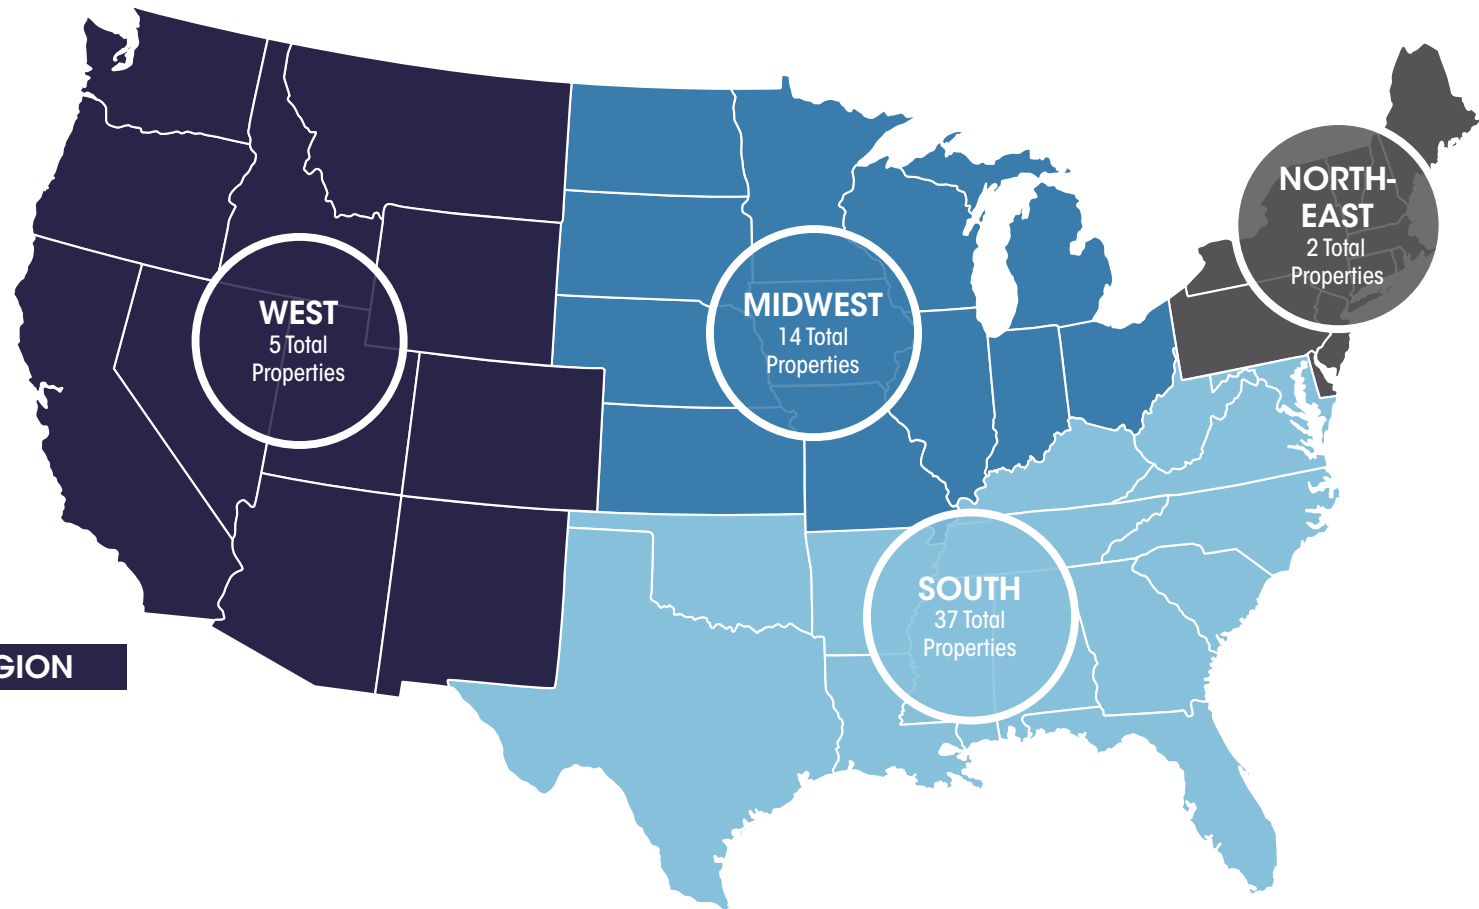 NORTH-
EAST
2 Total
Properties
WEST
5 Total
Properties
MIDWEST
14 Total
Properties
SOUTH
37 Total
Properties
GION